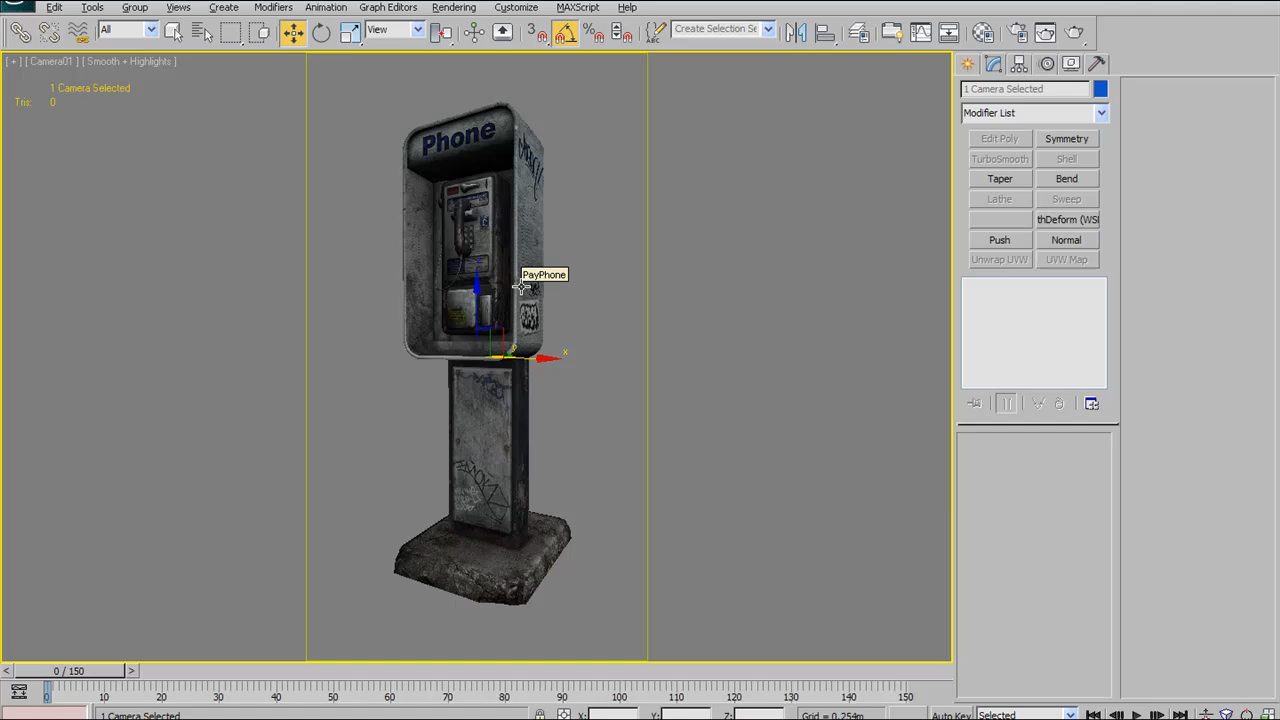 Edit Tools Group Views Create Modifiers Animation Graph Editors Rendering Customize MAXScript Help
All View 3 % ABC Create Selection Se
[ + ] [ Camera01 ] [ Smooth + Highlights ]
1 Camera Selected
Tris: 0
Phone
PayPhone
x
1 Camera Selected
Modifier List
Edit Poly Symmetry
TurboSmooth Shell
Taper Bend
Lathe Sweep
thDeform (WSI
Push Normal
Unwrap UVW UVW Map
< 0 / 150 >
0 10 20 30 40 50 60 70 80 90 100 110 120 130 140 150
1 Camera Selected X: Y: Z: Grid = 0.254m Auto Key Selected